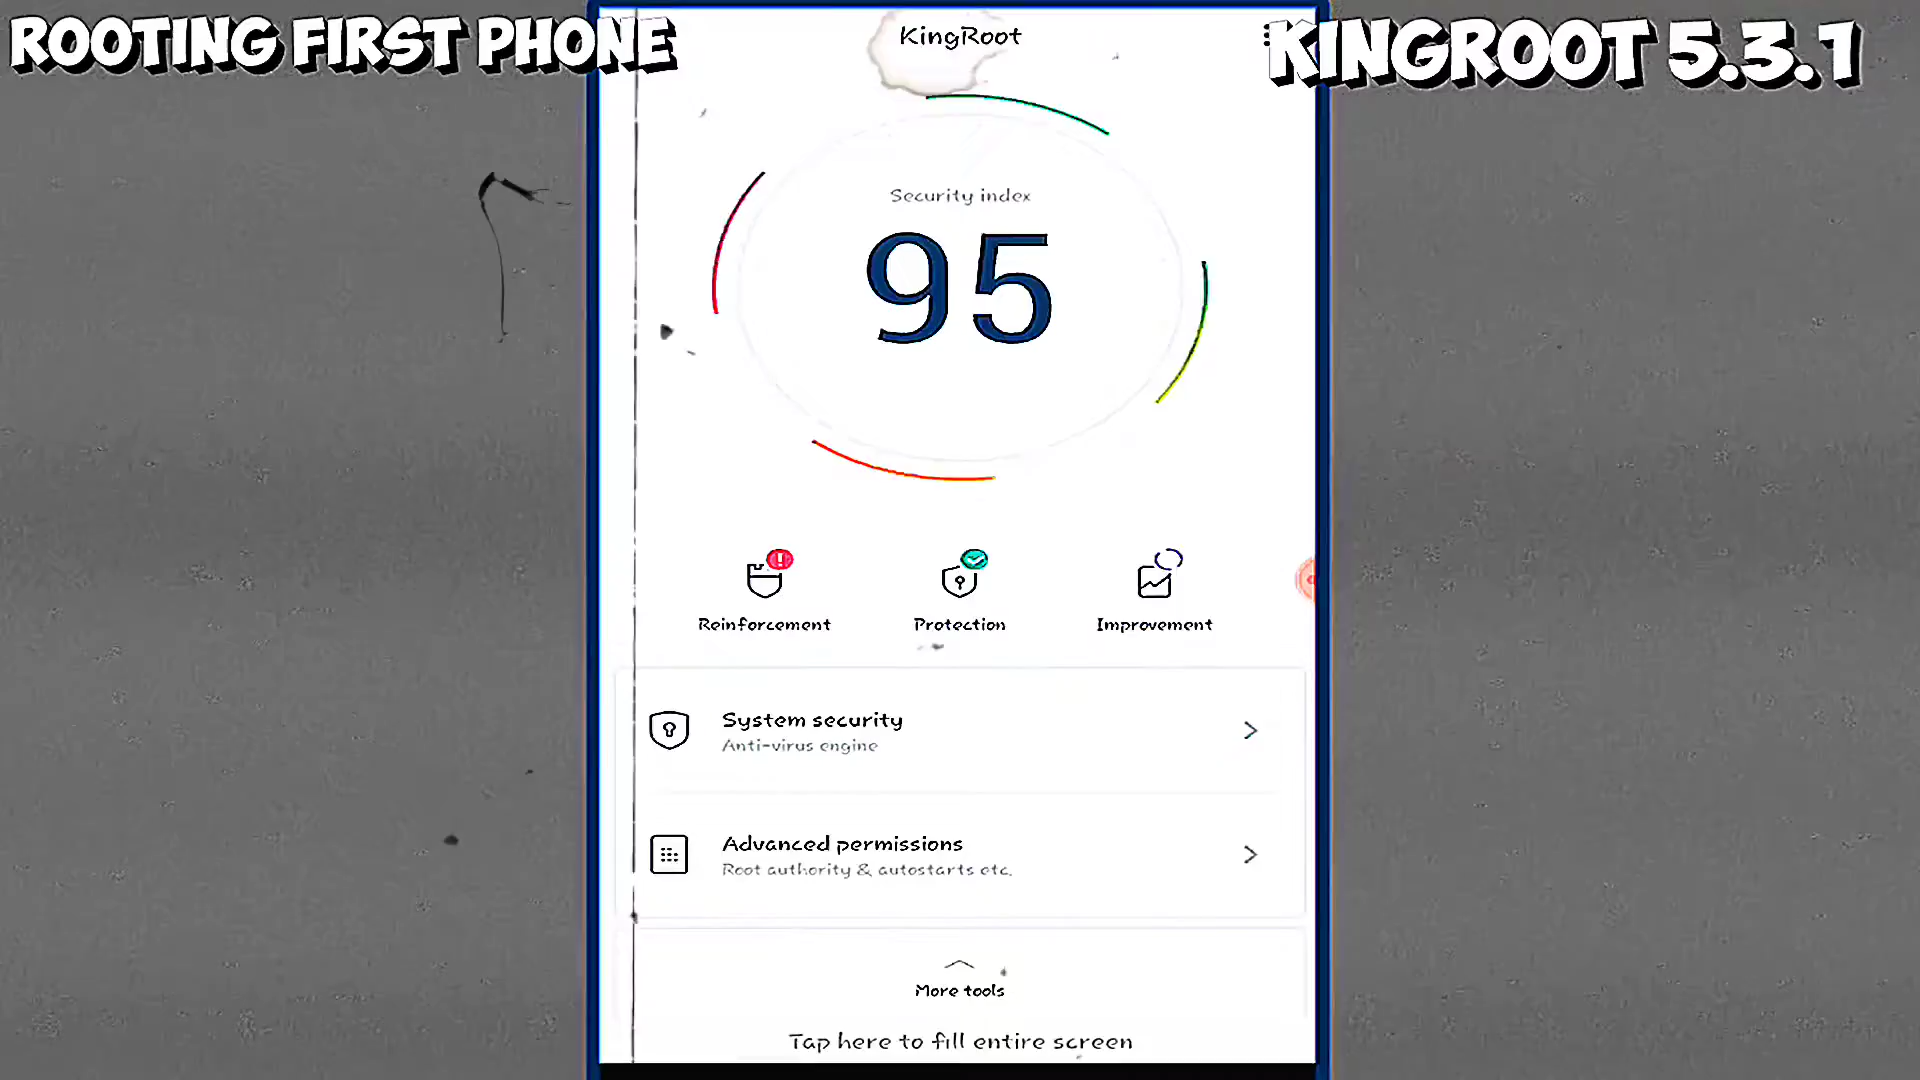 ROOTING FIRST PHONE
KingRoot
KINGROOT 5.3.1
Security index
95
Reinforcement
Protection
Improvement
System security
Anti-virus engine
Advanced permissions
Root authority & autostarts etc.
More tools
Tap here to fill entire screen